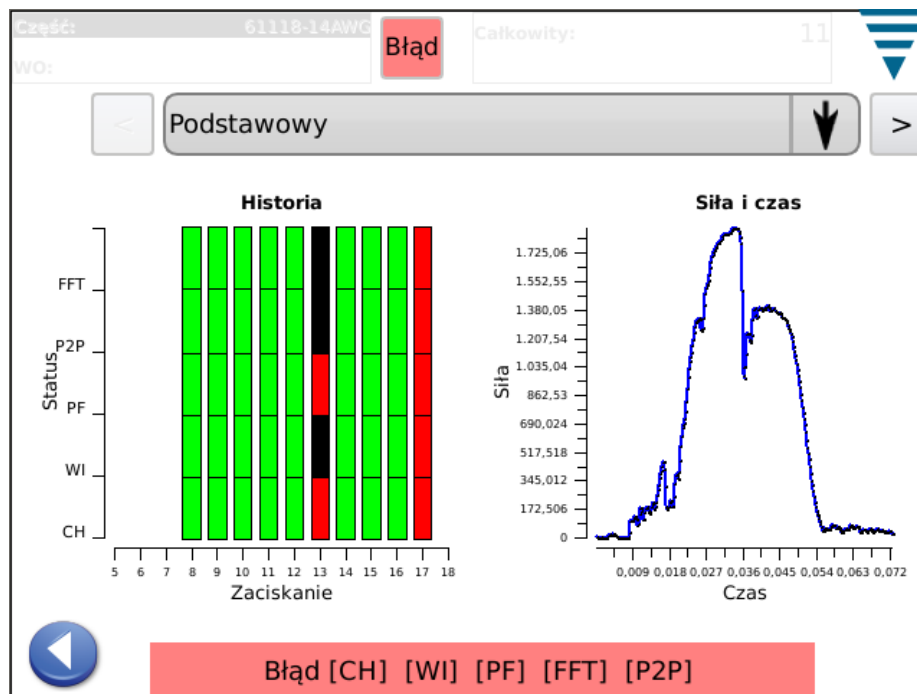 Część: 61118-14AWG
Błąd
Całkowity: 11
WO:
<
Podstawowy
>
Historia
Siła i czas
FFT
P2P
PF
WI
CH
Status
5 6 7 8 9 10 11 12 13 14 15 16 17 18
Zaciskanie
1.725,06
1.552,55
1.380,05
1.207,54
1.035,04
862,53
690,024
517,518
345,012
172,506
0
Siła
0,009 0,018 0,027 0,036 0,045 0,054 0,063 0,072
Czas
Błąd [CH] [WI] [PF] [FFT] [P2P]